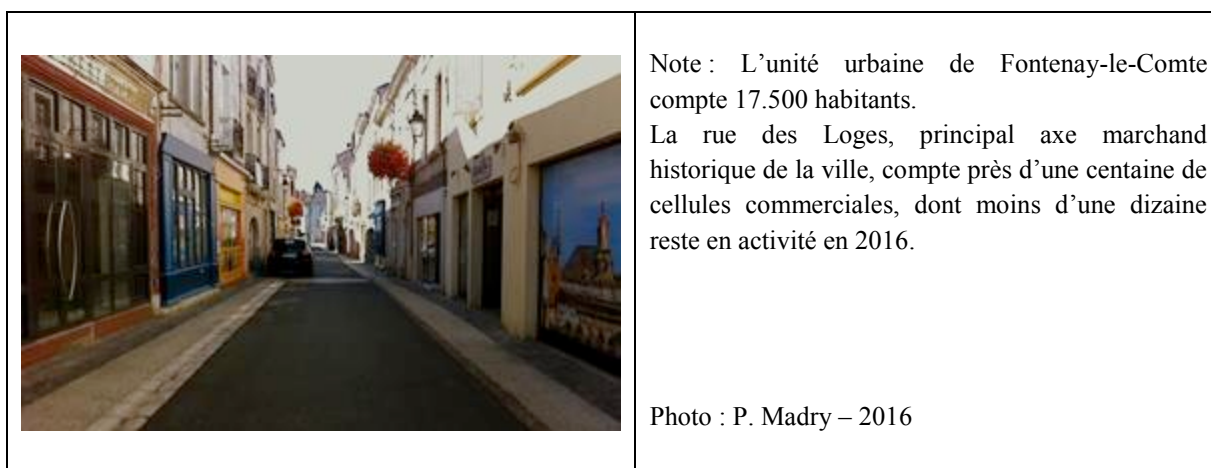 Note : L’unité urbaine de Fontenay-le-Comte
compte 17.500 habitants.
La rue des Loges, principal axe marchand
historique de la ville, compte près d’une centaine de
cellules commerciales, dont moins d’une dizaine
reste en activité en 2016.
Photo : P. Madry – 2016